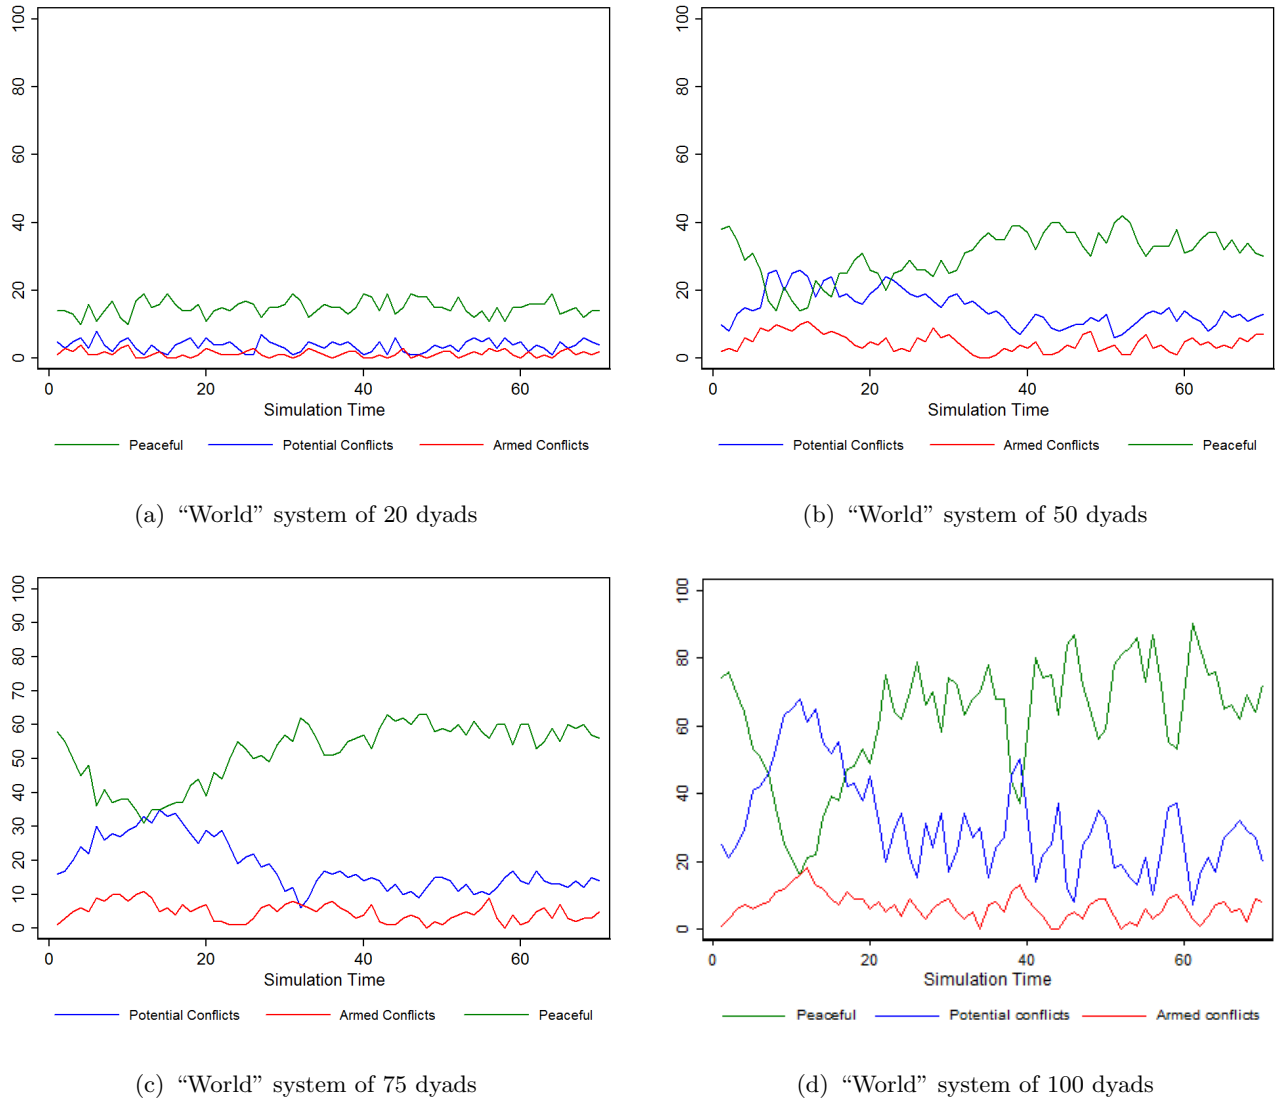 100
80
60
40
20
0
0 20 40 60
Simulation Time
Peaceful Potential Conflicts Armed Conflicts
(a) “World” system of 20 dyads
100
80
60
40
20
0
0 20 40 60
Simulation Time
Potential Conflicts Armed Conflicts Peaceful
(b) “World” system of 50 dyads
100
90
80
70
60
50
40
30
20
10
0
0 20 40 60
Simulation Time
Potential Conflicts Armed Conflicts Peaceful
(c) “World” system of 75 dyads
100
80
60
40
20
0
0 20 40 60
Simulation Time
Peaceful Potential conflicts Armed conflicts
(d) “World” system of 100 dyads